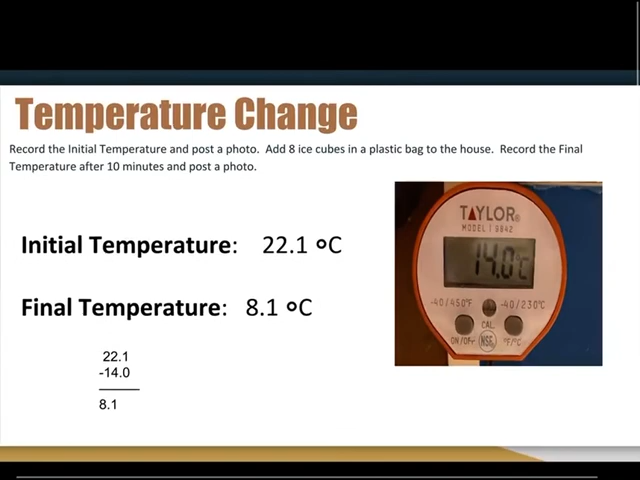 Temperature Change
Record the Initial Temperature and post a photo. Add 8 ice cubes in a plastic bag to the house. Record the Final
Temperature after 10 minutes and post a photo.
Initial Temperature: 22.1 °C
Final Temperature: 8.1 °C
22.1
-14.0
8.1
TAYLOR®
MODEL 9842
14.0°C
-40/450°F -40/230°C
CAL.
ON/OFF NSF °F/°C